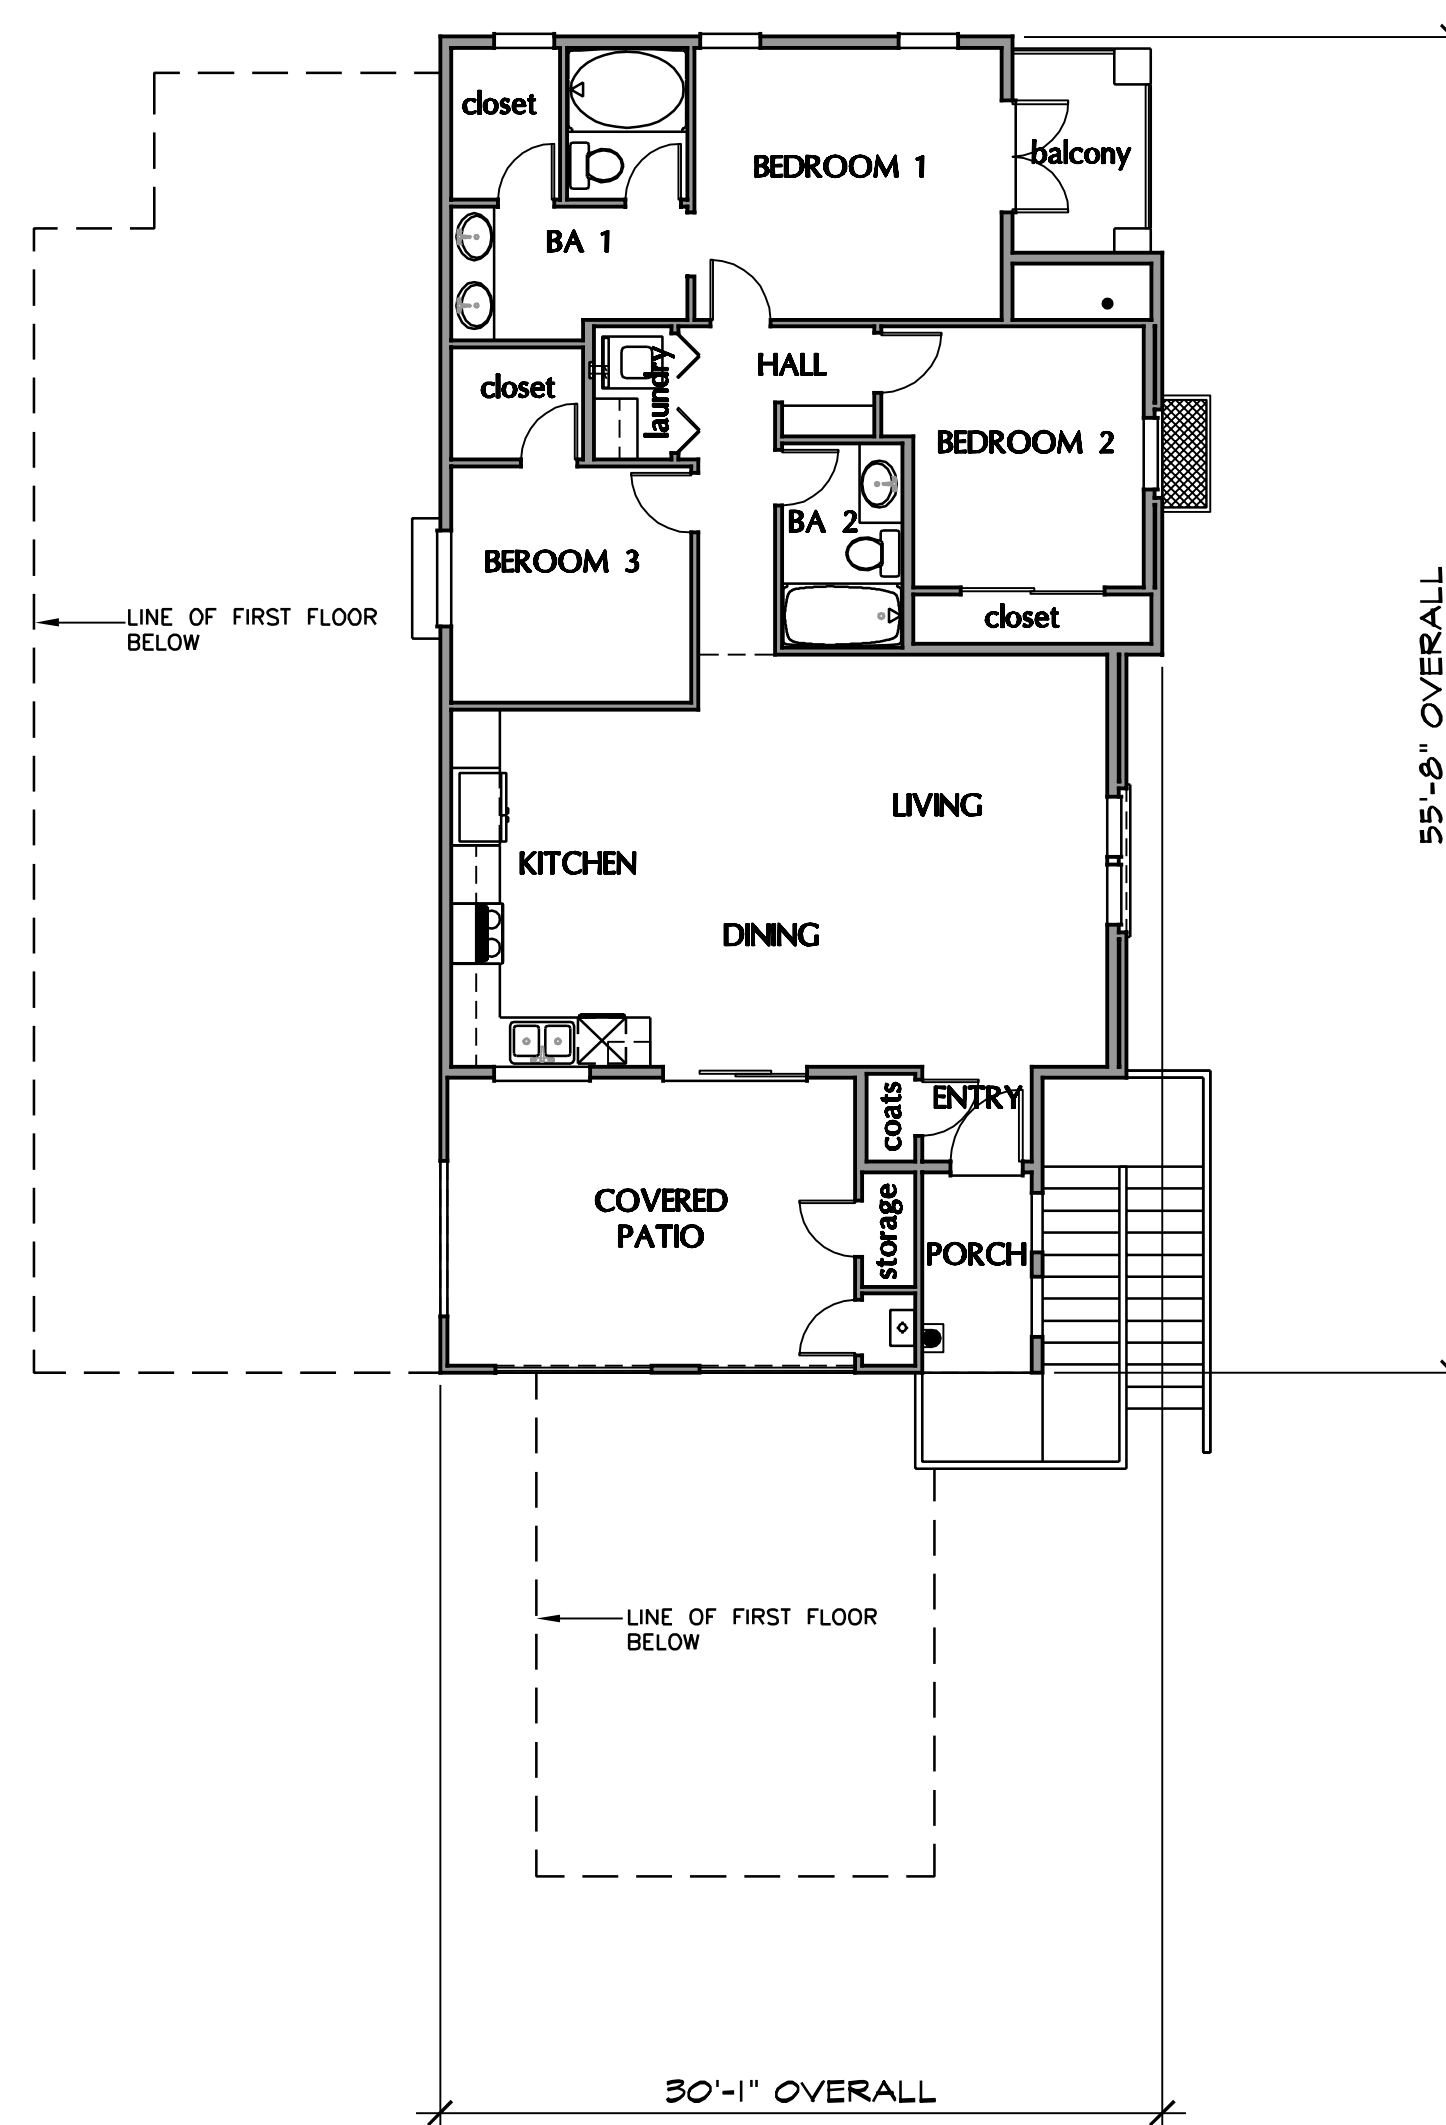 closet
BEDROOM 1
balcony
BA 1
HALL
laundry
closet
BEDROOM 2
BA 2
BEROOM 3
LINE OF FIRST FLOOR
BELOW
closet
55'-8" OVERALL
LIVING
KITCHEN
DINING
coats
ENTRY
COVERED
PATIO
storage
PORCH
LINE OF FIRST FLOOR
BELOW
30'-1" OVERALL